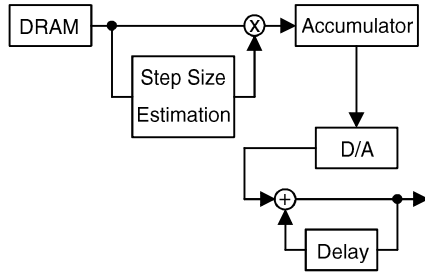 DRAM
X
Accumulator
Step Size
Estimation
D/A
+
Delay